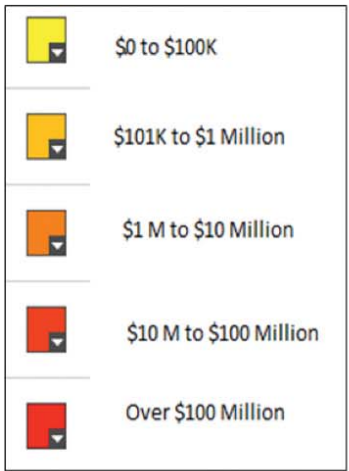 $0 to $100K
$101K to $1 Million
$1 M to $10 Million
$10 M to $100 Million
Over $100 Million